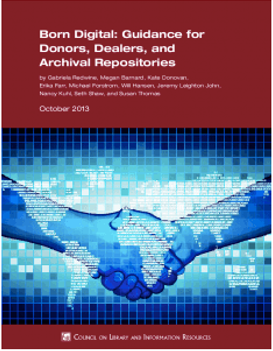 Born Digital: Guidance for
Donors, Dealers, and
Archival Repositories
by Gabriela Redwine, Megan Barnard, Kate Donovan,
Erika Farr, Michael Forstrom, Will Hansen, Jeremy Leighton John,
Nancy Kuhl, Seth Shaw, and Susan Thomas
October 2013
COUNCIL ON LIBRARY AND INFORMATION RESOURCES